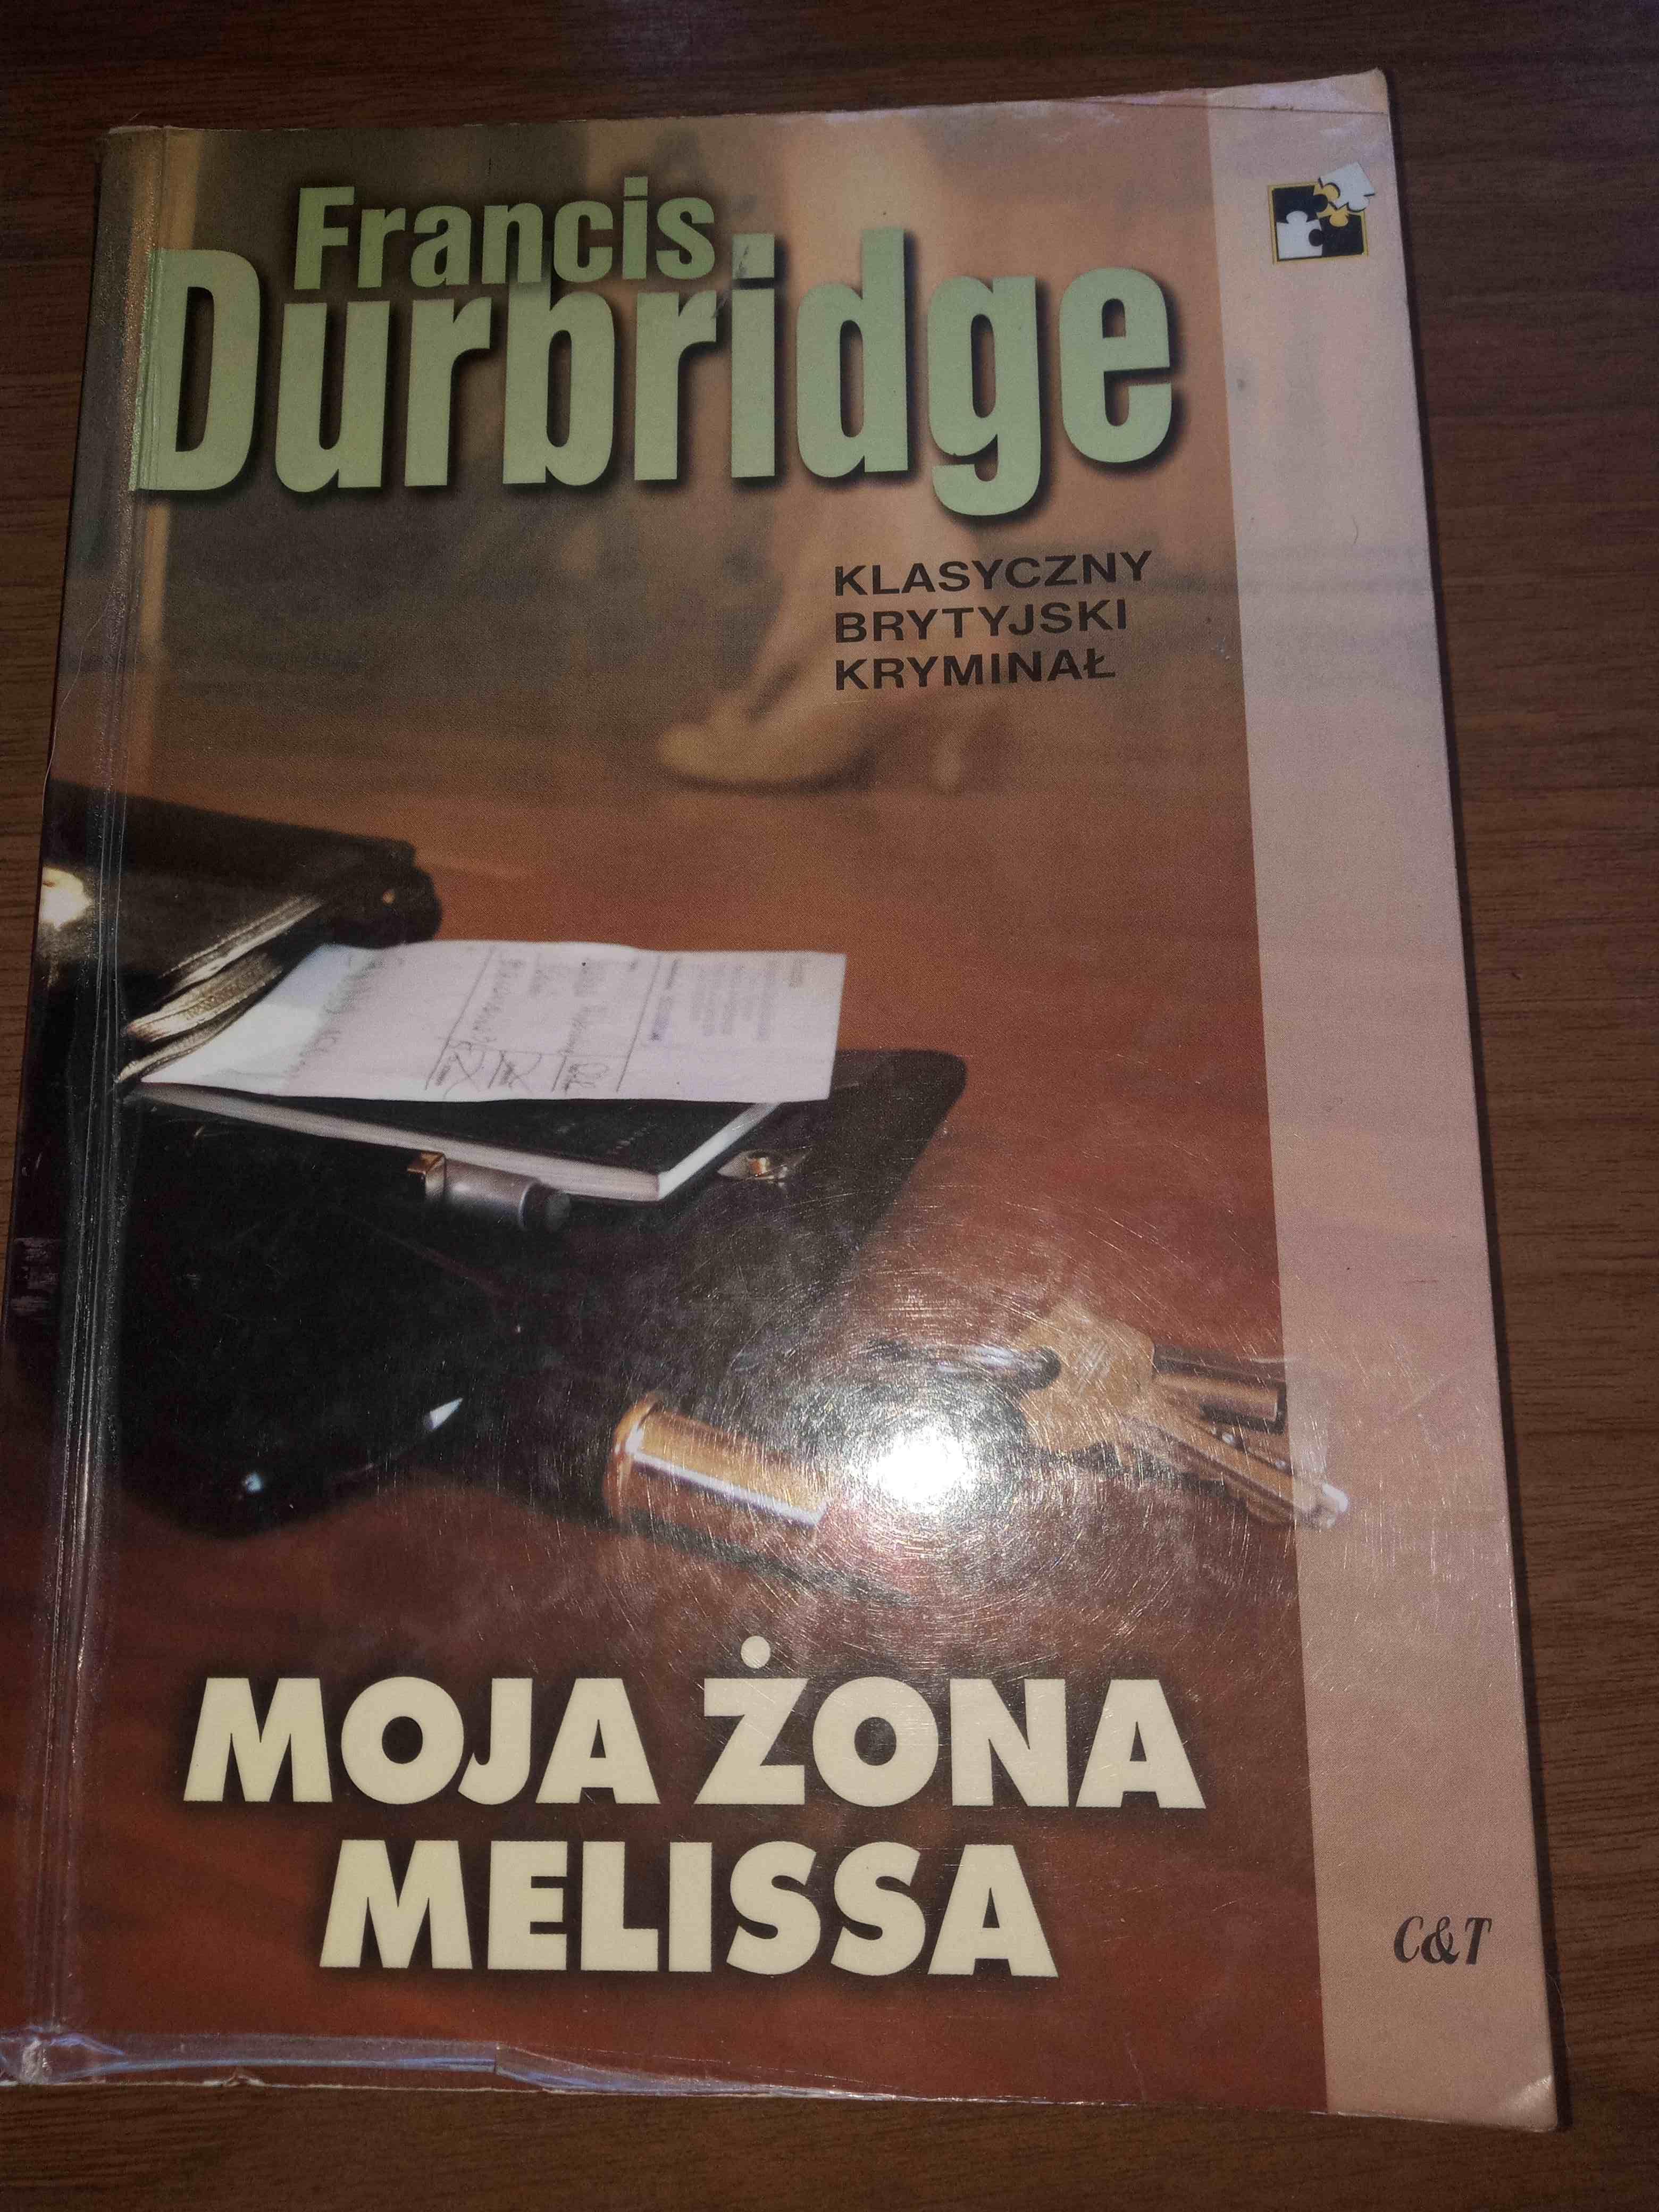 Francis
Durbridge
KLASYCZNY
BRYTYJSKI
KRYMINAŁ
MOJA ŻONA
MELISSA
C&T